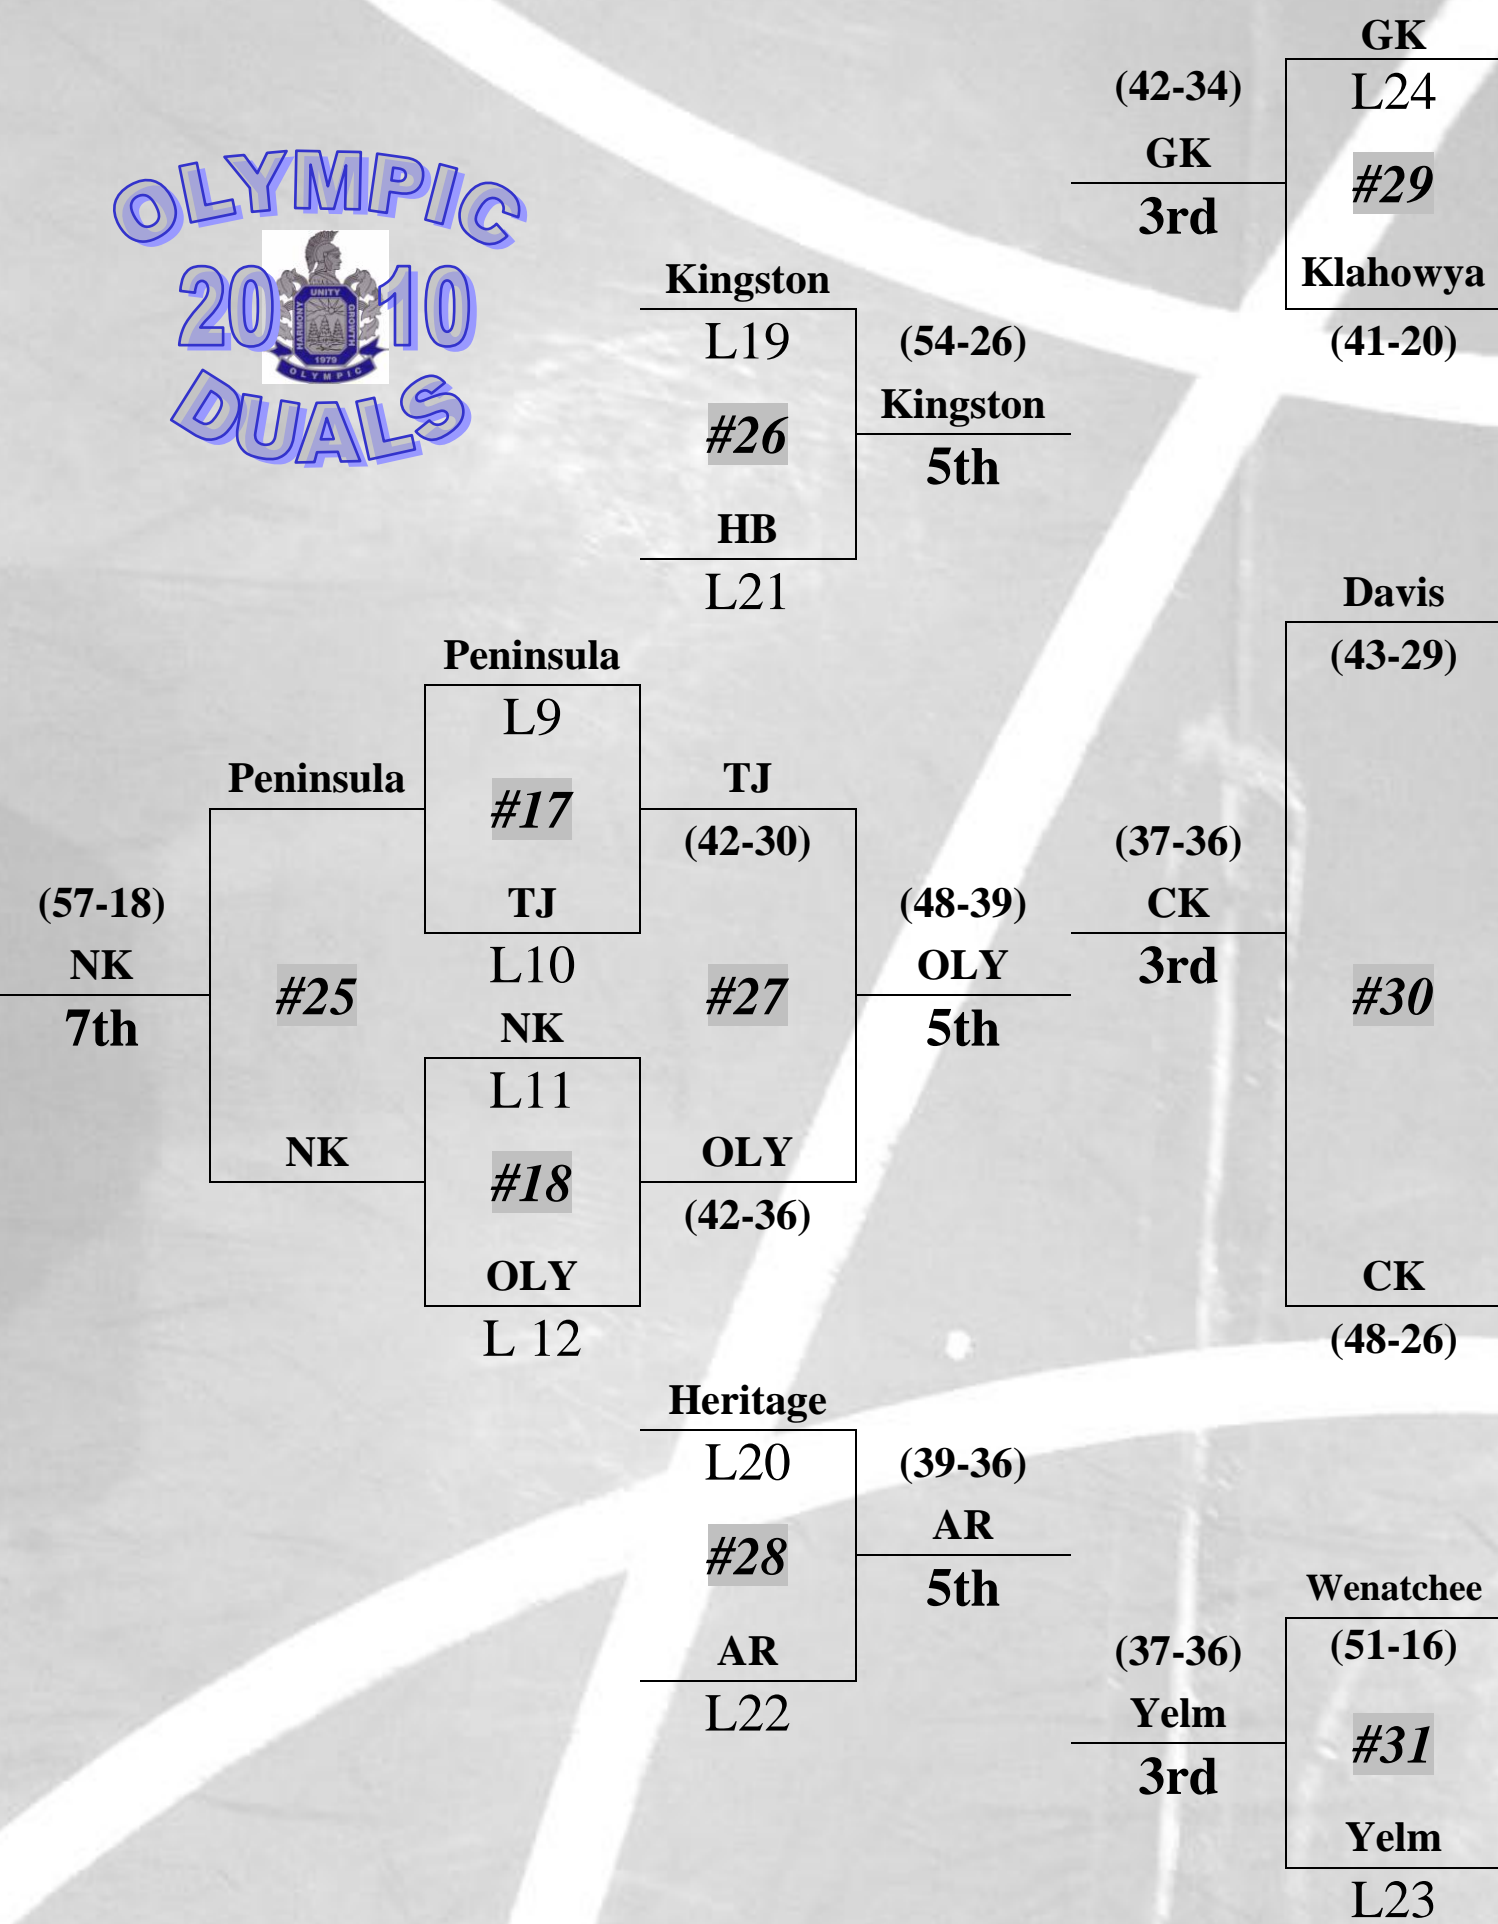 OLYMPIC
2010
UNITY
HARMONY
GROWTH
1979
OLYMPIC
DUALS
GK
L24
(42-34)
GK
3rd
#29
Klahowya
(41-20)
Kingston
L19
(54-26)
Kingston
#26
5th
HB
L21
Davis
(43-29)
Peninsula
L9
Peninsula
#17
TJ
(42-30)
TJ
L10
(57-18)
NK
7th
#25
#27
(48-39)
OLY
5th
(37-36)
CK
3rd
#30
NK
L11
NK
#18
OLY
(42-36)
OLY
L 12
CK
(48-26)
Heritage
L20
(39-36)
AR
#28
5th
AR
L22
Wenatchee
(51-16)
(37-36)
Yelm
3rd
#31
Yelm
L23